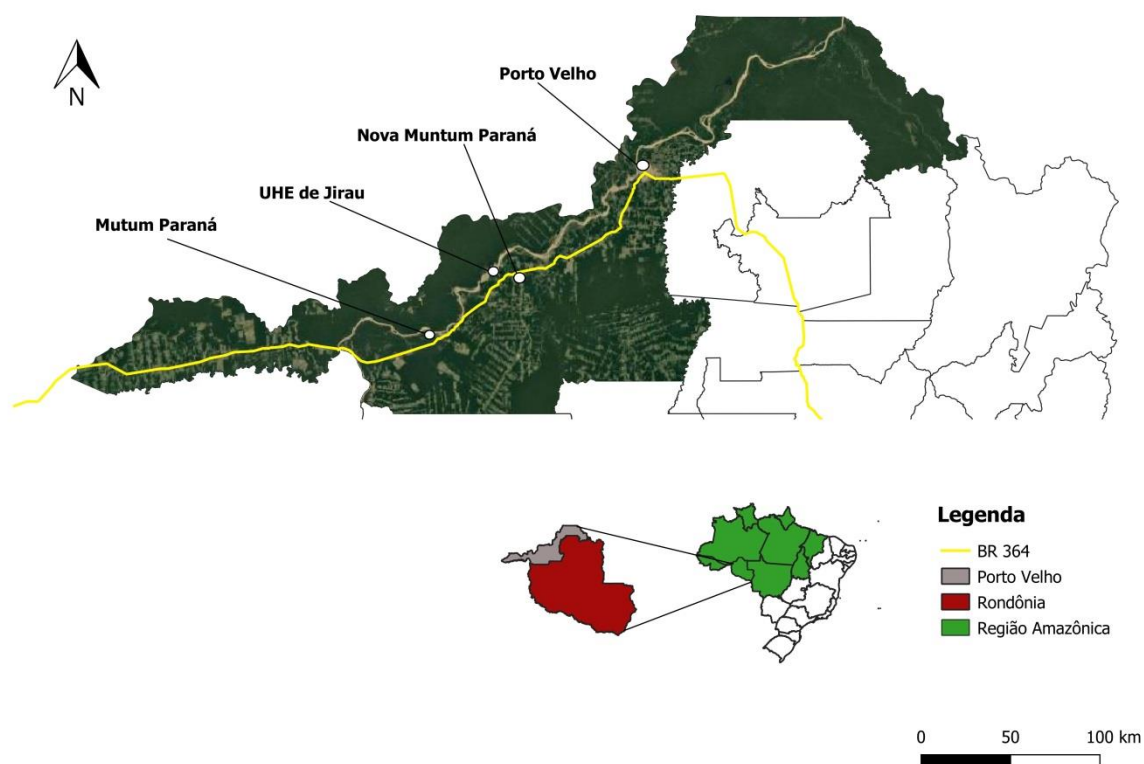 N
Porto Velho
Nova Muntum Paraná
UHE de Jirau
Mutum Paraná
Legenda
BR 364
Porto Velho
Rondônia
Região Amazônica
0 50 100 km